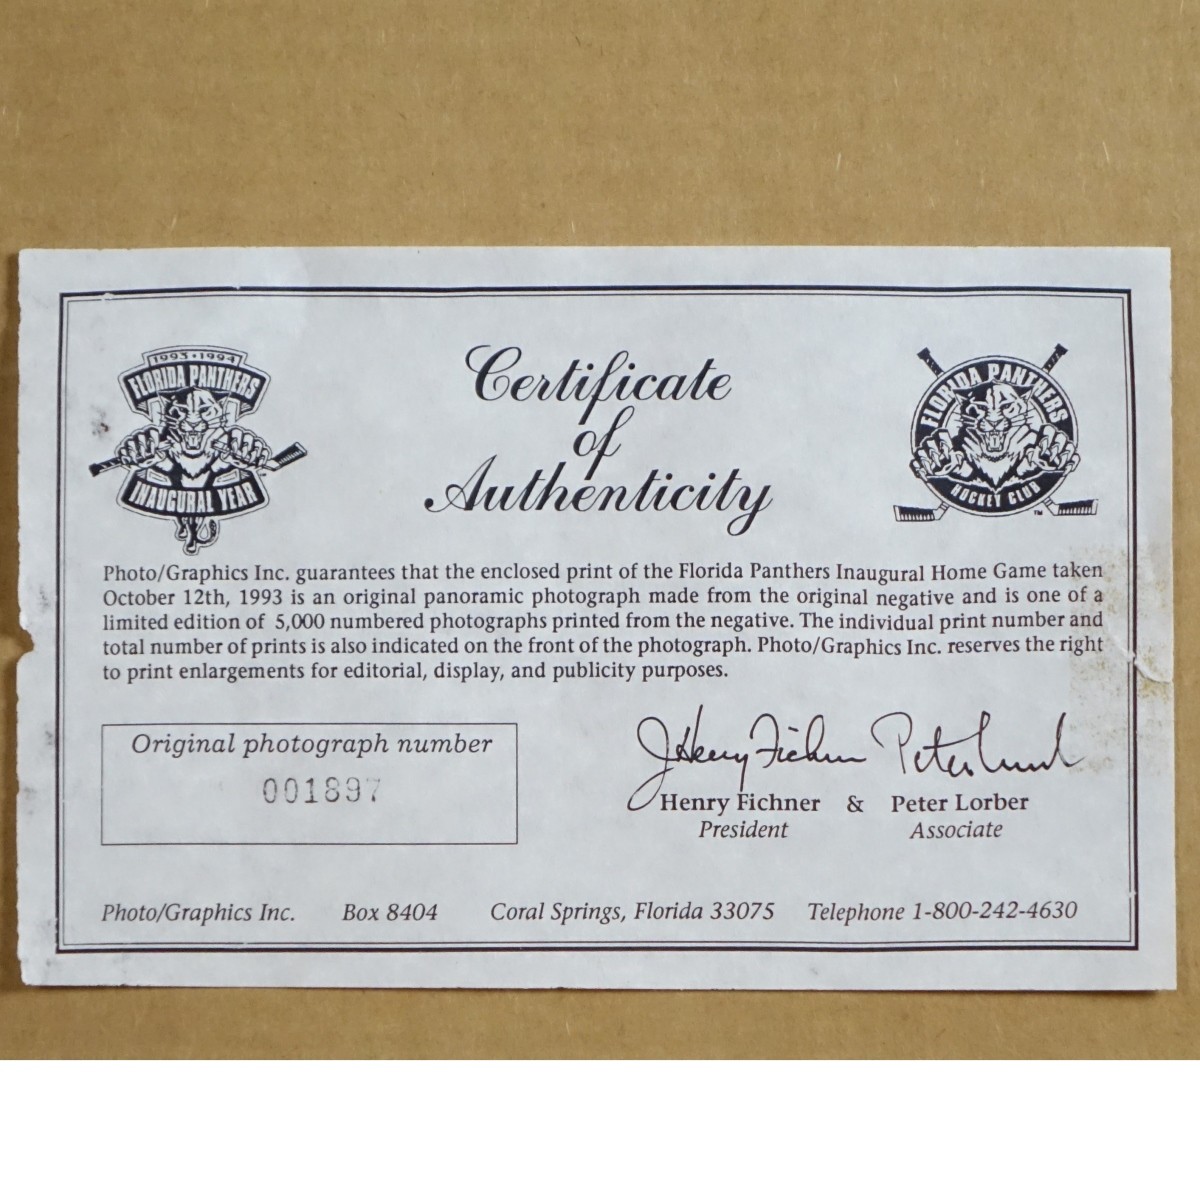 1993 • 1994
FLORIDA PANTHERS
INAUGURAL YEAR
Certificate
of
Authenticity
FLORIDA PANTHERS
HOCKEY CLUB
TM
Photo/Graphics Inc. guarantees that the enclosed print of the Florida Panthers Inaugural Home Game taken
October 12th, 1993 is an original panoramic photograph made from the original negative and is one of a
limited edition of 5,000 numbered photographs printed from the negative. The individual print number and
total number of prints is also indicated on the front of the photograph. Photo/Graphics Inc. reserves the right
to print enlargements for editorial, display, and publicity purposes.
Original photograph number
001897
Henry Fichner & Peter Lorber
President Associate
Photo/Graphics Inc. Box 8404 Coral Springs, Florida 33075 Telephone 1-800-242-4630